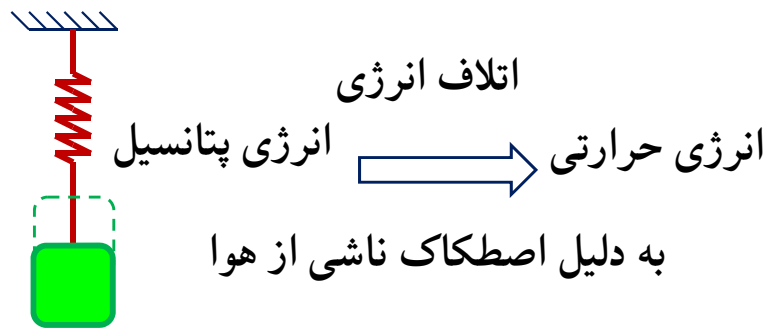 اتلاف انرژی
انرژی پتانسیل
انرژی حرارتی
به دلیل اصطکاک ناشی از هوا